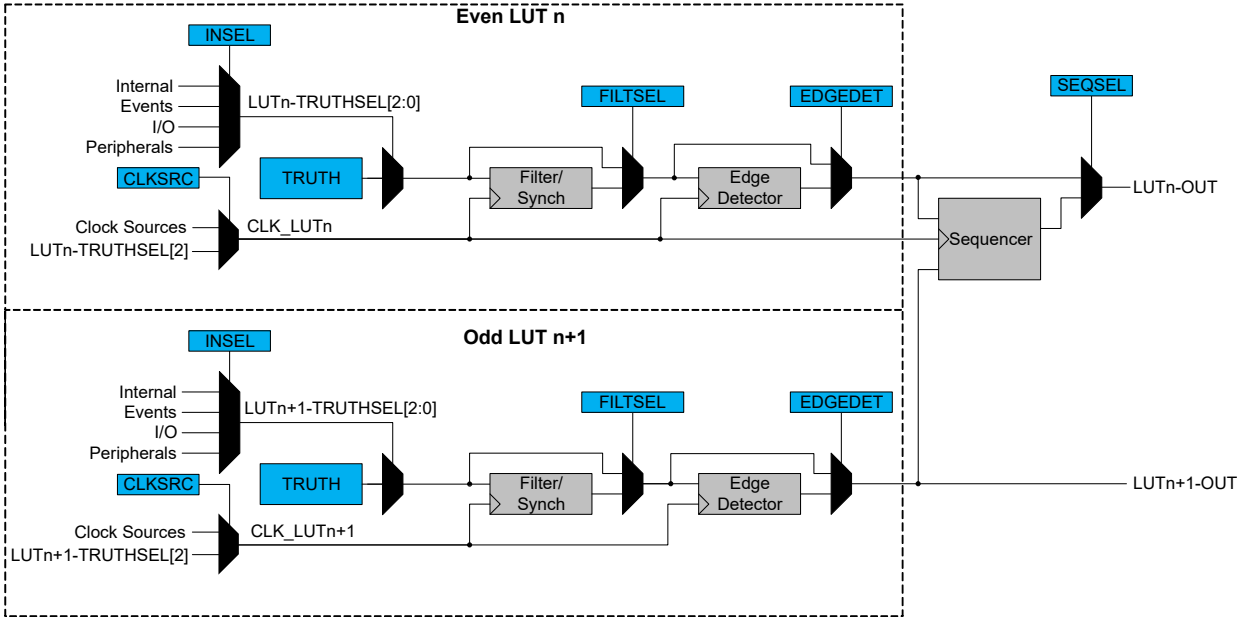 Even LUT n
INSEL
Internal
Events
I/O
Peripherals
LUTn-TRUTHSEL[2:0]
FILTSEL
EDGEDET
SEQSEL
CLKSRC
TRUTH
Filter/
Synch
Edge
Detector
LUTn-OUT
Clock Sources
LUTn-TRUTHSEL[2]
CLK_LUTn
Sequencer
Odd LUT n+1
INSEL
Internal
Events
I/O
Peripherals
LUTn+1-TRUTHSEL[2:0]
FILTSEL
EDGEDET
CLKSRC
TRUTH
Filter/
Synch
Edge
Detector
LUTn+1-OUT
Clock Sources
LUTn+1-TRUTHSEL[2]
CLK_LUTn+1